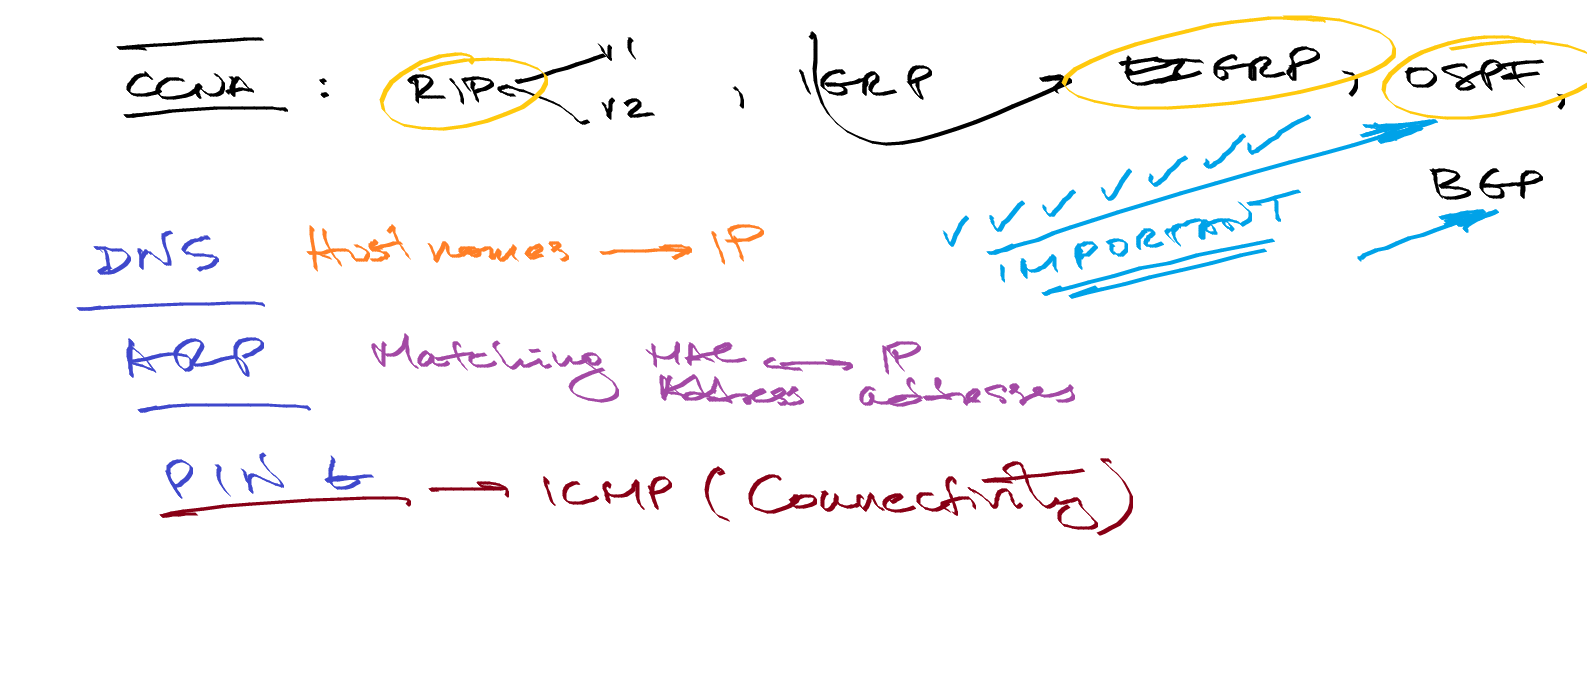 CCNA : RIP v1 v2 , IGRP EIGRP, OSPF,
BGP
IMPORTANT
DNS Host names → IP
ARP Matching MAC Address ↔ IP addresses
PING → ICMP (Connectivity)